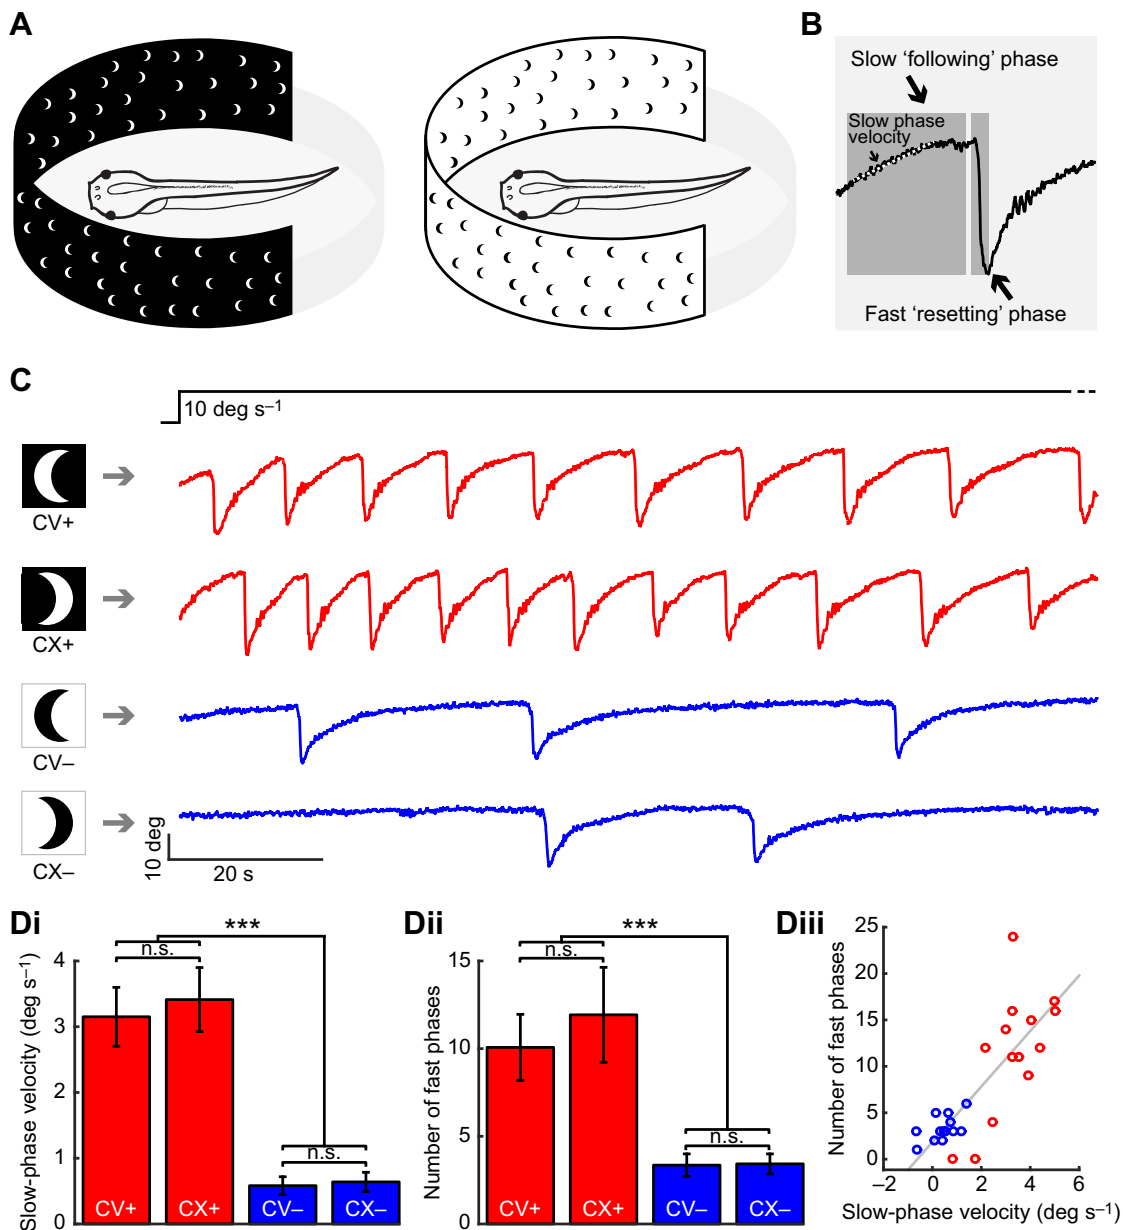 A
B
Slow ‘following’ phase
Slow phase
velocity
Fast ‘resetting’ phase
C
10 deg s–1
CV+
CX+
CV–
CX–
10 deg
20 s
Di
***
n.s.
n.s.
Slow-phase velocity (deg s–1)
4
3
2
1
0
CV+
CX+
CV–
CX–
Dii
***
n.s.
n.s.
Number of fast phases
15
10
5
0
CV+
CX+
CV–
CX–
Diii
Number of fast phases
25
20
15
10
5
0
–2
0
2
4
6
Slow-phase velocity (deg s–1)